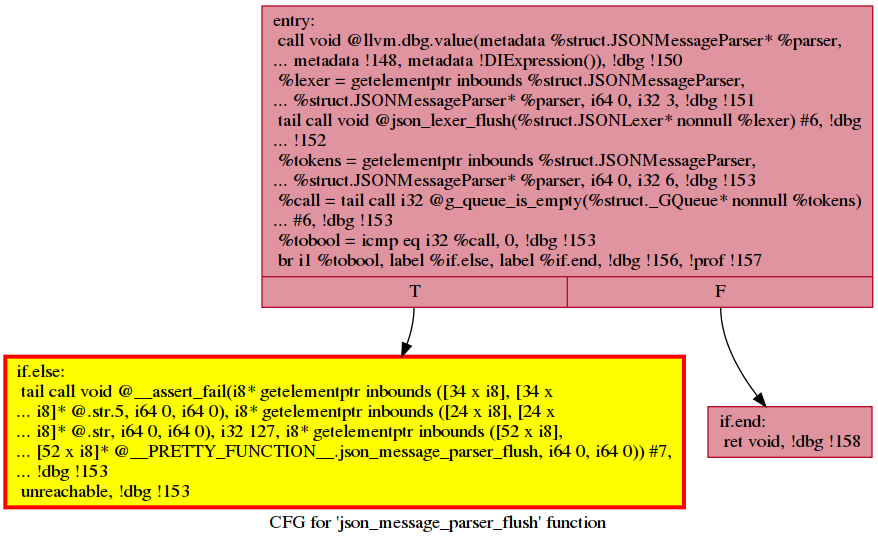 entry:
call void @llvm.dbg.value(metadata %struct.JSONMessageParser* %parser,
... metadata !148, metadata !DIExpression()), !dbg !150
%lexer = getelementptr inbounds %struct.JSONMessageParser,
... %struct.JSONMessageParser* %parser, i64 0, i32 3, !dbg !151
tail call void @json_lexer_flush(%struct.JSONLexer* nonnull %lexer) #6, !dbg
... !152
%tokens = getelementptr inbounds %struct.JSONMessageParser,
... %struct.JSONMessageParser* %parser, i64 0, i32 6, !dbg !153
%call = tail call i32 @g_queue_is_empty(%struct._GQueue* nonnull %tokens)
... #6, !dbg !153
%tobool = icmp eq i32 %call, 0, !dbg !153
br i1 %tobool, label %if.else, label %if.end, !dbg !156, !prof !157
T F
if.else:
tail call void @__assert_fail(i8* getelementptr inbounds ([34 x i8], [34 x
... i8]* @.str.5, i64 0, i64 0), i8* getelementptr inbounds ([24 x i8], [24 x
... i8]* @.str, i64 0, i64 0), i32 127, i8* getelementptr inbounds ([52 x i8],
... [52 x i8]* @__PRETTY_FUNCTION__.json_message_parser_flush, i64 0, i64 0)) #7,
... !dbg !153
unreachable, !dbg !153
if.end:
ret void, !dbg !158
CFG for 'json_message_parser_flush' function